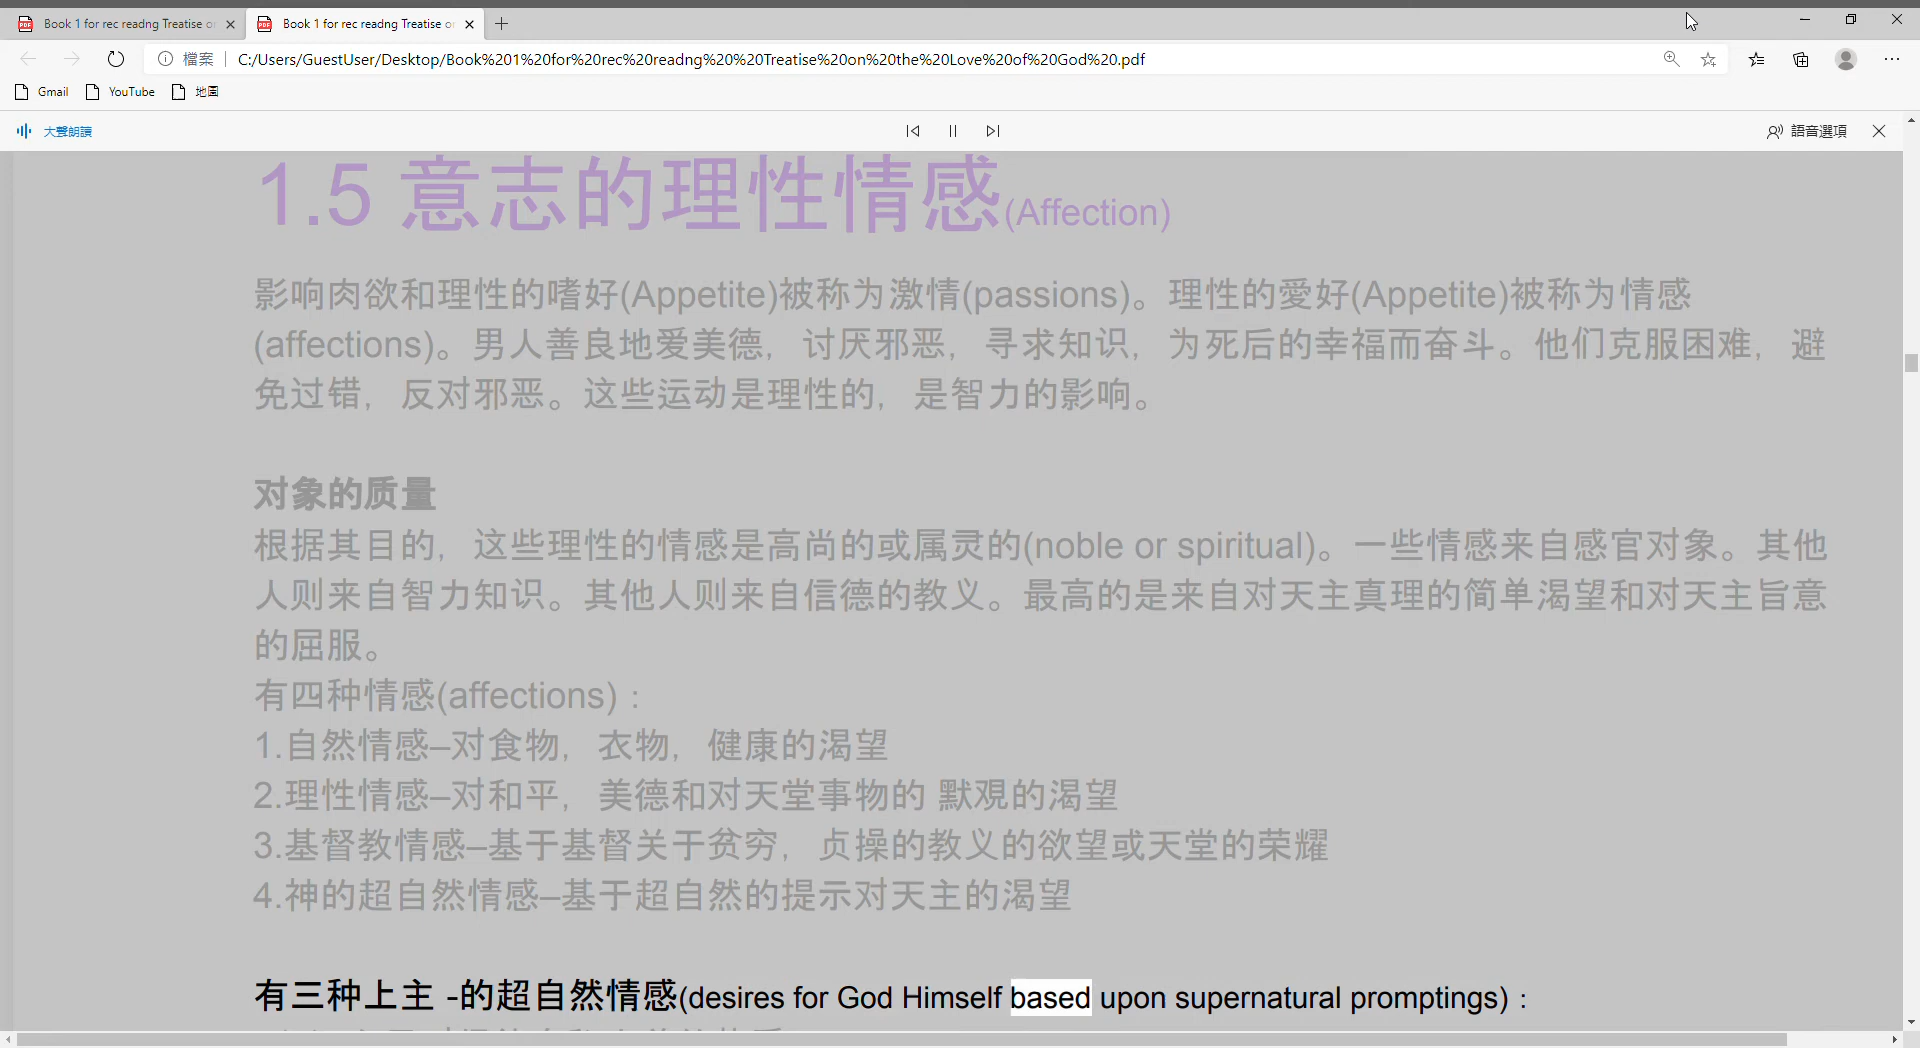 Book 1 for rec readng Treatise or
Book 1 for rec readng Treatise or
檔案
C:/Users/GuestUser/Desktop/Book%201%20for%20rec%20readng%20%20Treatise%20on%20the%20Love%20of%20God%20.pdf
Gmail
YouTube
地圖
大聲朗讀
語音選項
1.5 意志的理性情感(Affection)
影响肉欲和理性的嗜好(Appetite)被称为激情(passions)。理性的愛好(Appetite)被称为情感
(affections)。男人善良地爱美德，讨厌邪恶，寻求知识，为死后的幸福而奋斗。他们克服困难，避
免过错，反对邪恶。这些运动是理性的，是智力的影响。
对象的质量
根据其目的，这些理性的情感是高尚的或属灵的(noble or spiritual)。一些情感来自感官对象。其他
人则来自智力知识。其他人则来自信德的教义。最高的是来自对天主真理的简单渴望和对天主旨意
的屈服。
有四种情感(affections)：
1.自然情感–对食物，衣物，健康的渴望
2.理性情感–对和平，美德和对天堂事物的 默观的渴望
3.基督教情感–基于基督关于贫穷，贞操的教义的欲望或天堂的荣耀
4.神的超自然情感–基于超自然的提示对天主的渴望
有三种上主 -的超自然情感(desires for God Himself based upon supernatural promptings)：